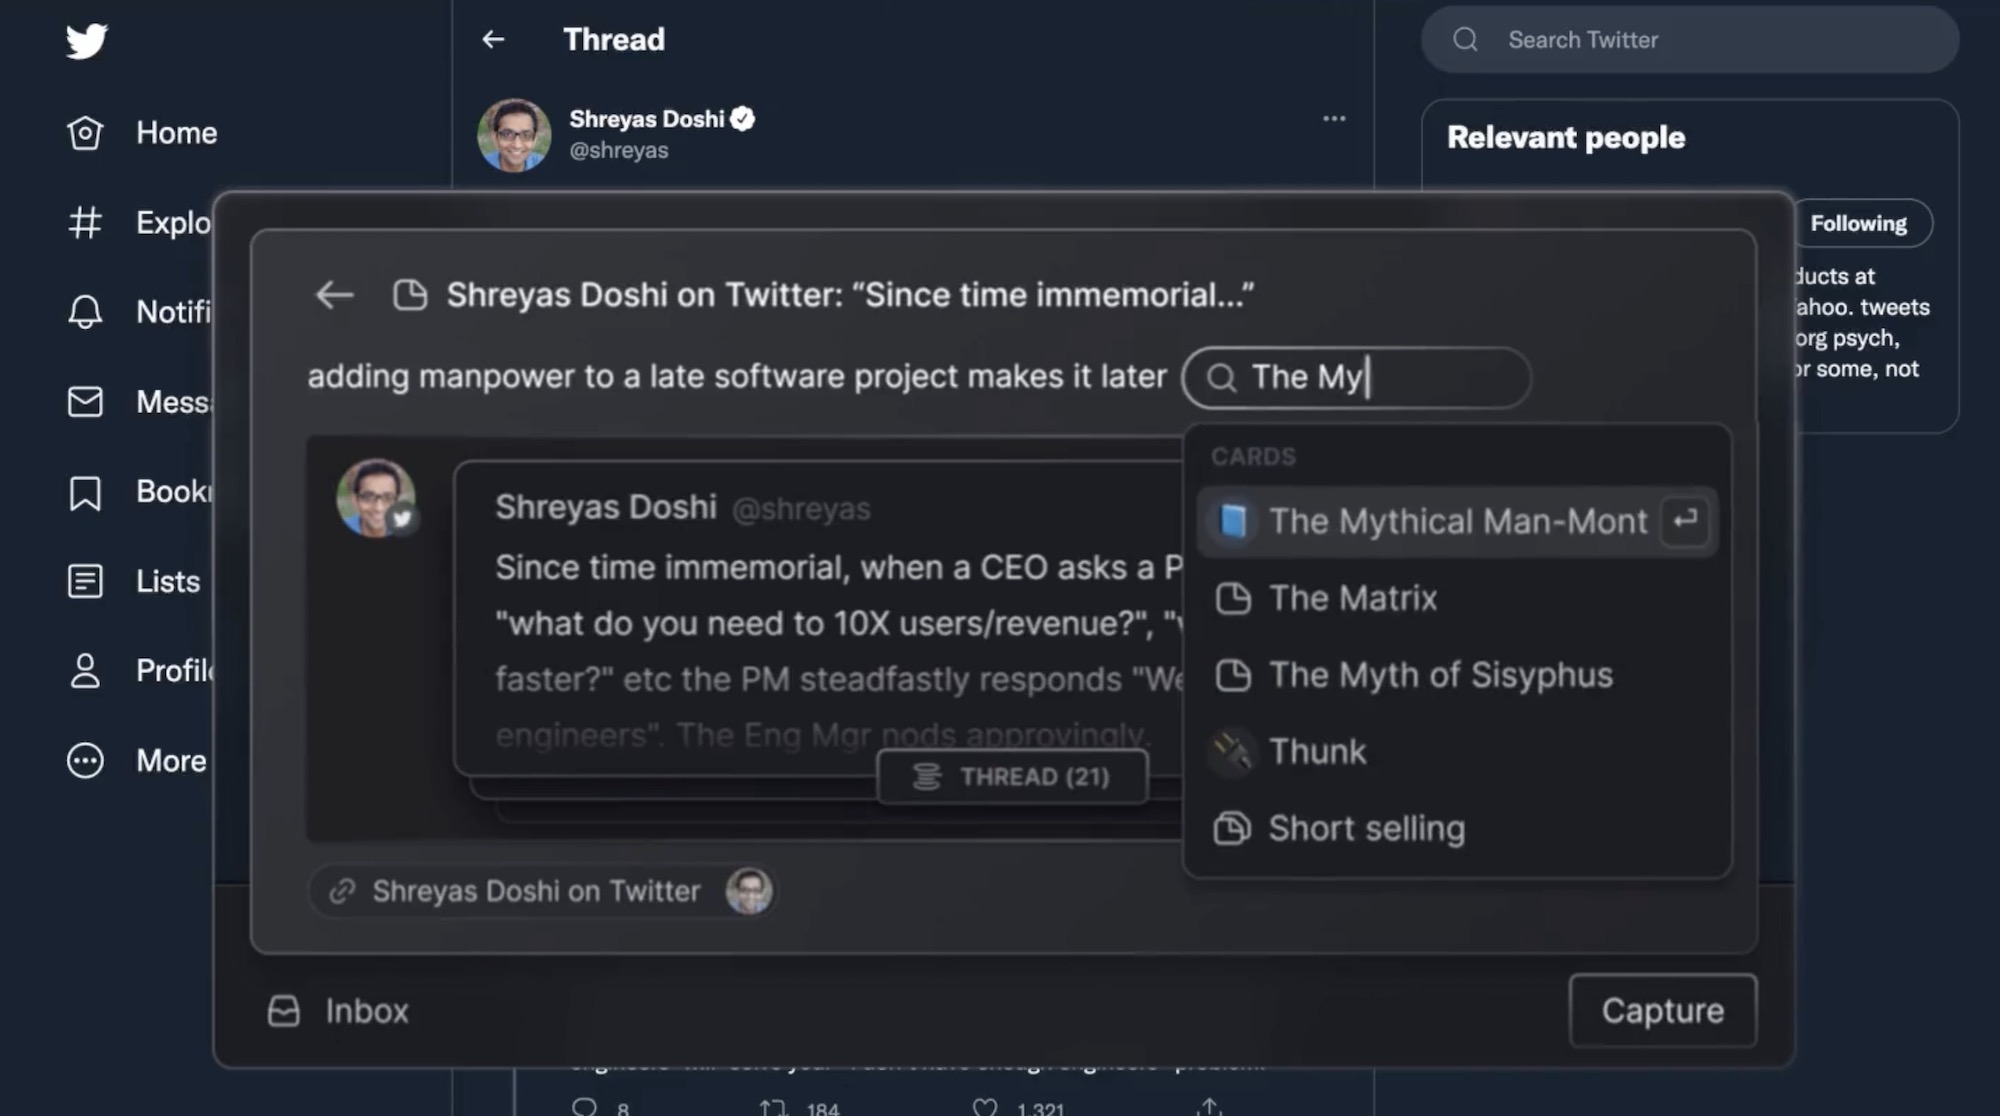 Thread
Search Twitter
Shreyas Doshi
@shreyas
Relevant people
Home
Explo
Following
ducts at
ahoo. tweets
org psych,
or some, not
Notifi
Mess
Book
Lists
Profile
More
Shreyas Doshi on Twitter: “Since time immemorial...”
adding manpower to a late software project makes it later
The My
CARDS
The Mythical Man-Mont
The Matrix
The Myth of Sisyphus
Thunk
Short selling
Shreyas Doshi @shreyas
Since time immemorial, when a CEO asks a P
"what do you need to 10X users/revenue?", "
faster?" etc the PM steadfastly responds "We
engineers". The Eng Mgr nods approvingly.
THREAD (21)
Shreyas Doshi on Twitter
Inbox
Capture
8
184
1,321